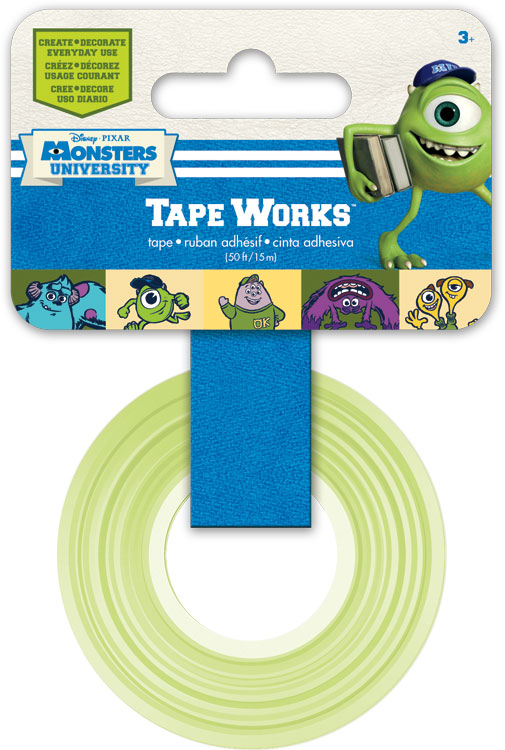 CREATE • DECORATE
EVERYDAY USE
CRÉEZ • DÉCOREZ
USAGE COURANT
CREE • DECORE
USO DIARIO
3+
MU
Disney • PIXAR
MONSTERS
UNIVERSITY
TAPE WORKS™
tape • ruban adhésif • cinta adhesiva
(50 ft/15 m)
OK